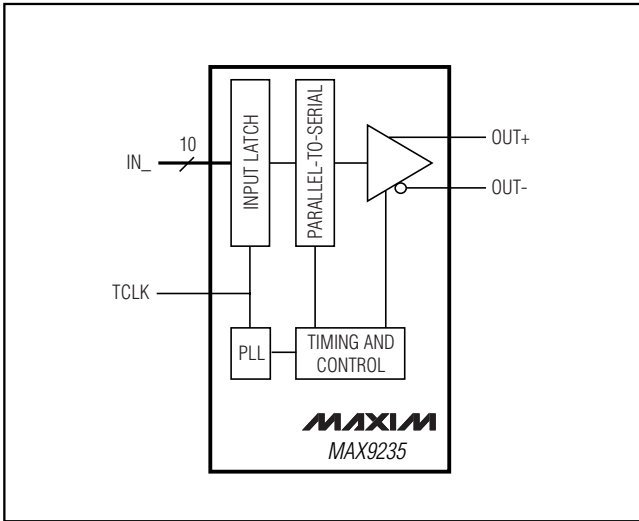 10
IN_
INPUT LATCH
PARALLEL-TO-SERIAL
OUT+
OUT-
TCLK
PLL
TIMING AND
CONTROL
MAXIM
MAX9235